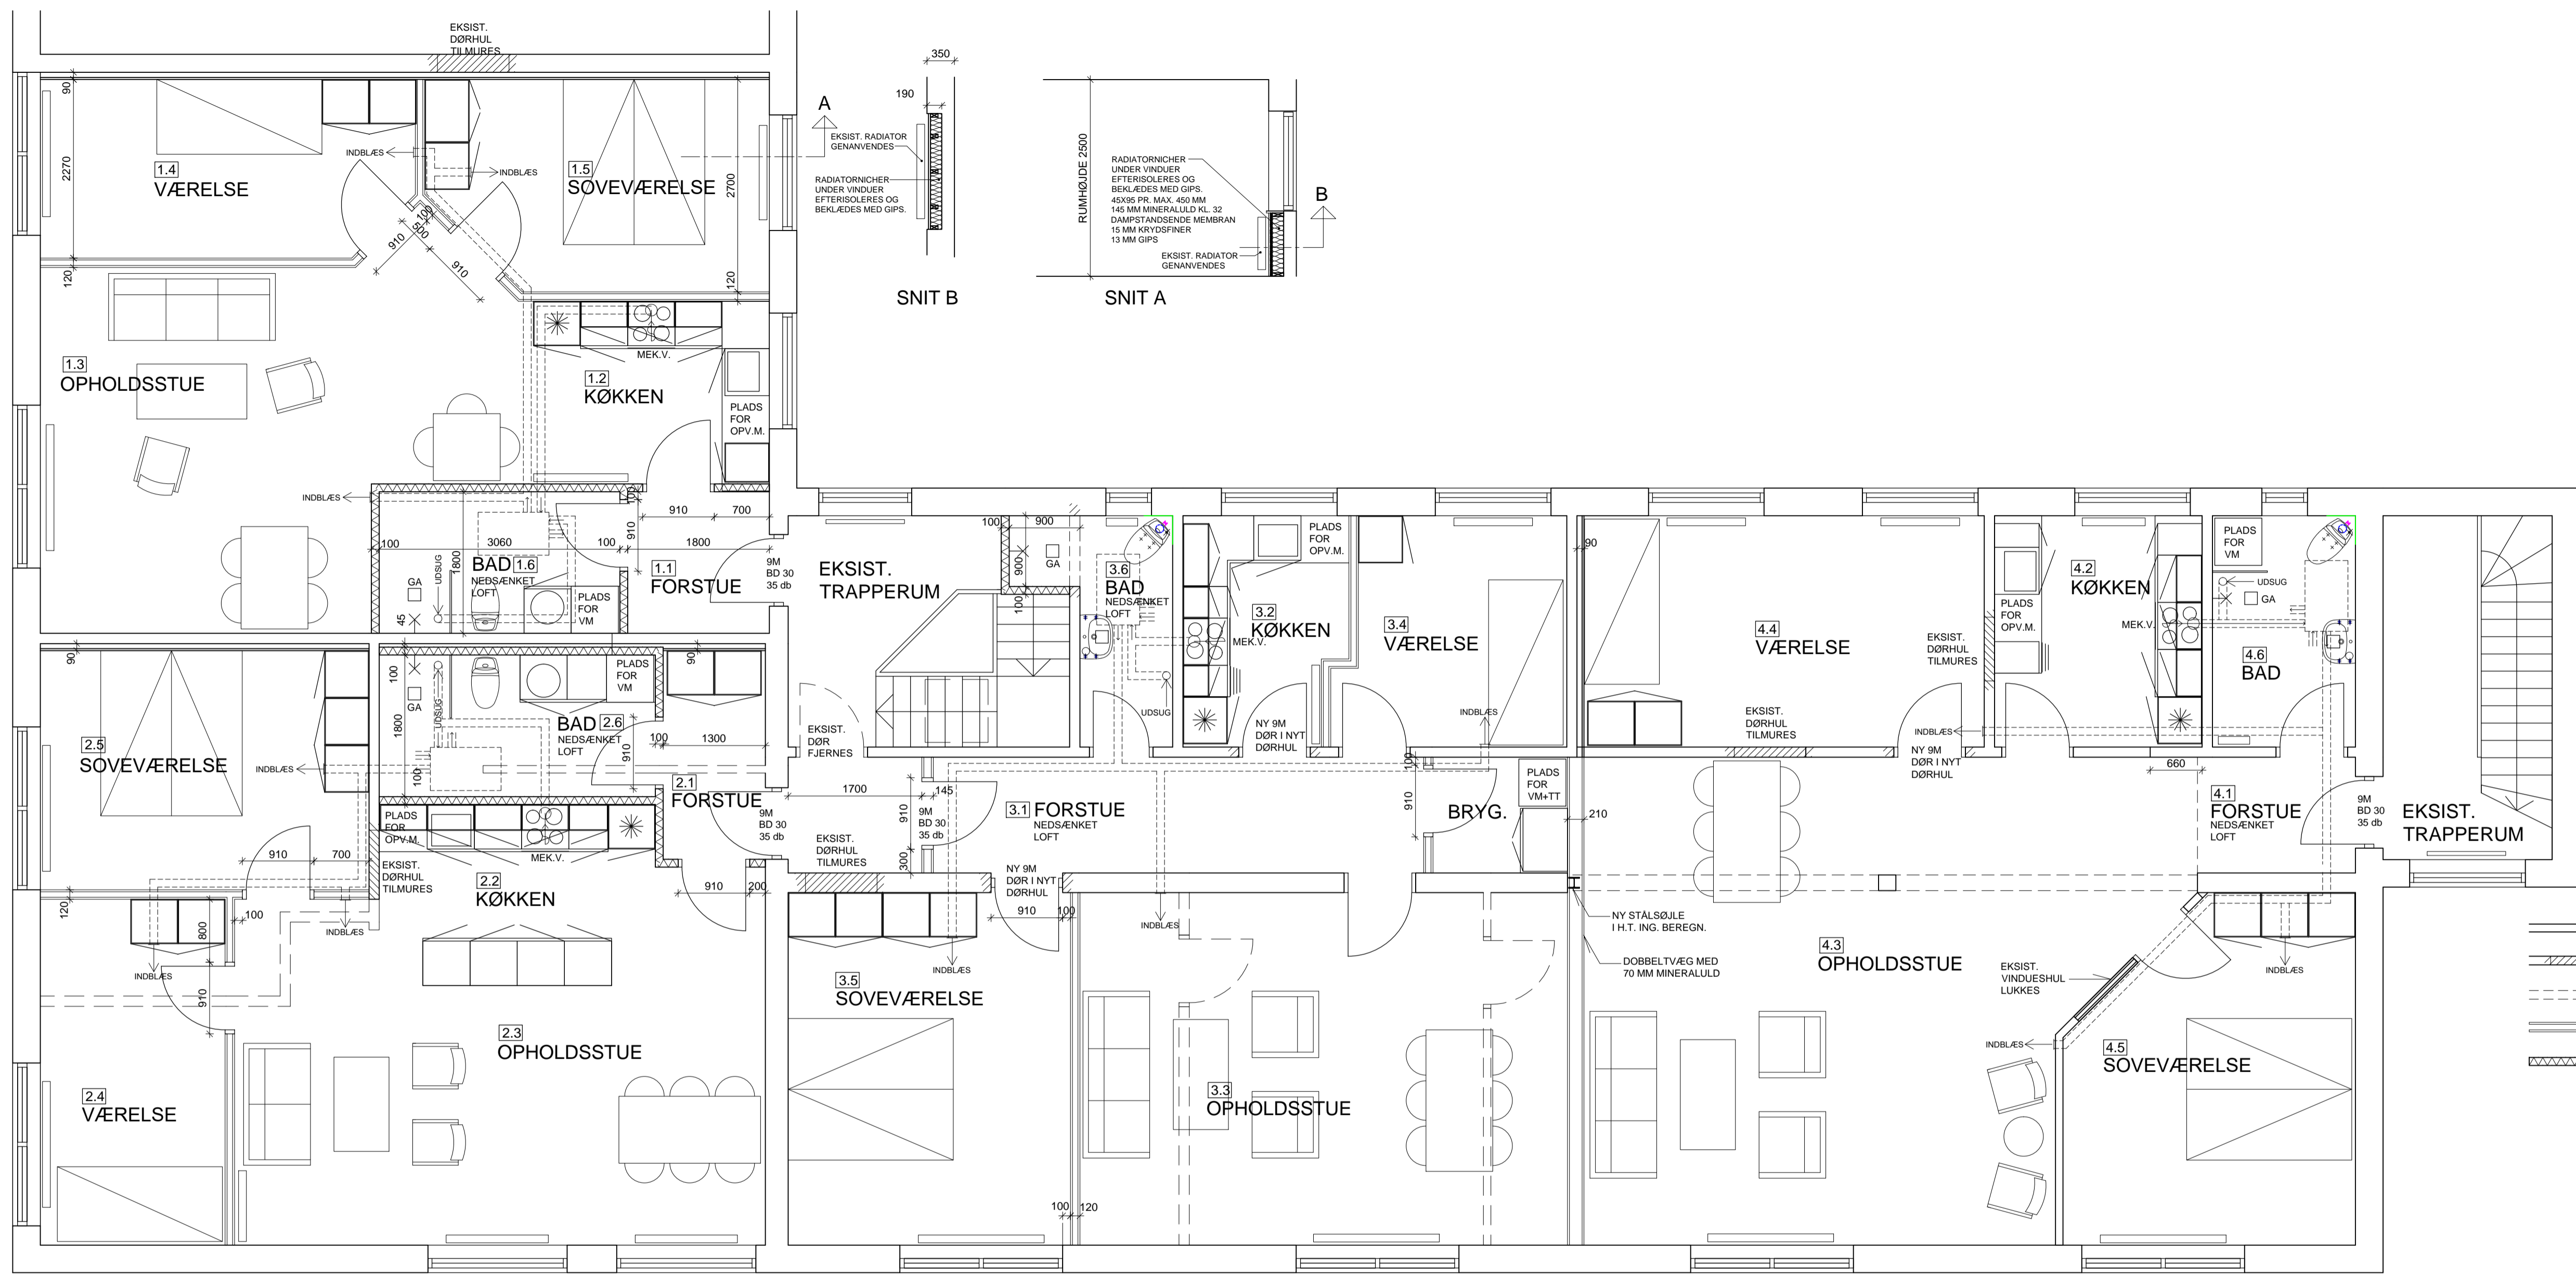 EKSIST.
DØRHUL
TILMURES
90
2270
120
1.4
VÆRELSE
INDBLÆS
INDBLÆS
1.5
SOVEVÆRELSE
2700
120
100
500
910
910
A
350
190
EKSIST. RADIATOR
GENANVENDES
RADIATORNICHER
UNDER VINDUER
EFTERISOLERES OG
BEKLÆDES MED GIPS.
SNIT B
RUMHØJDE 2500
RADIATORNICHER
UNDER VINDUER
EFTERISOLERES OG
BEKLÆDES MED GIPS.
45X95 PR. MAX. 450 MM
145 MM MINERALULD KL. 32
DAMPSTANDSENDE MEMBRAN
15 MM KRYDSFINER
13 MM GIPS
EKSIST. RADIATOR
GENANVENDES
B
SNIT A
1.3
OPHOLDSSTUE
MEK.V.
1.2
KØKKEN
PLADS
FOR
OPV.M.
INDBLÆS
100
910
700
910
100
3060
100
1800
1800
BAD 1.6
NEDSÆNKET
LOFT
UDSUG
GA
45
PLADS
FOR
VM
1.1
FORSTUE
9M
BD 30
35 db
EKSIST.
TRAPPERUM
100
900
900
100
GA
3.6
BAD
NEDSÆNKET
LOFT
UDSUG
PLADS
FOR
OPV.M.
3.2
KØKKEN
MEK.V.
3.4
VÆRELSE
NY 9M
DØR I NYT
DØRHUL
INDBLÆS
90
4.4
VÆRELSE
EKSIST.
DØRHUL
TILMURES
EKSIST.
DØRHUL
TILMURES
INDBLÆS
NY 9M
DØR I NYT
DØRHUL
PLADS
FOR
OPV.M.
4.2
KØKKEN
MEK.V.
660
PLADS
FOR
VM
UDSUG
GA
4.6
BAD
4.1
FORSTUE
NEDSÆNKET
LOFT
9M
BD 30
35 db
EKSIST.
TRAPPERUM
90
2.5
SOVEVÆRELSE
INDBLÆS
100
1800
100
GA
UDSUG
PLADS
FOR
VM
BAD 2.6
NEDSÆNKET
LOFT
90
100
1300
910
2.1
FORSTUE
9M
BD 30
35 db
EKSIST.
DØR
FJERNES
1700
145
910
300
9M
BD 30
35 db
EKSIST.
DØRHUL
TILMURES
3.1 FORSTUE
NEDSÆNKET
LOFT
NY 9M
DØR I NYT
DØRHUL
100
910
BRYG.
PLADS
FOR
VM+TT
210
PLADS
FOR
OPV.M.
MEK.V.
EKSIST.
DØRHUL
TILMURES
910
700
120
100
800
910
INDBLÆS
INDBLÆS
2.2
KØKKEN
910
200
2.3
OPHOLDSSTUE
2.4
VÆRELSE
910
100
INDBLÆS
3.5
SOVEVÆRELSE
100
120
INDBLÆS
3.3
OPHOLDSSTUE
NY STÅLSØJLE
I H.T. ING. BEREGN.
DOBBELTVÆG MED
70 MM MINERALULD
4.3
OPHOLDSSTUE
EKSIST.
VINDUESHUL
LUKKES
INDBLÆS
INDBLÆS
4.5
SOVEVÆRELSE